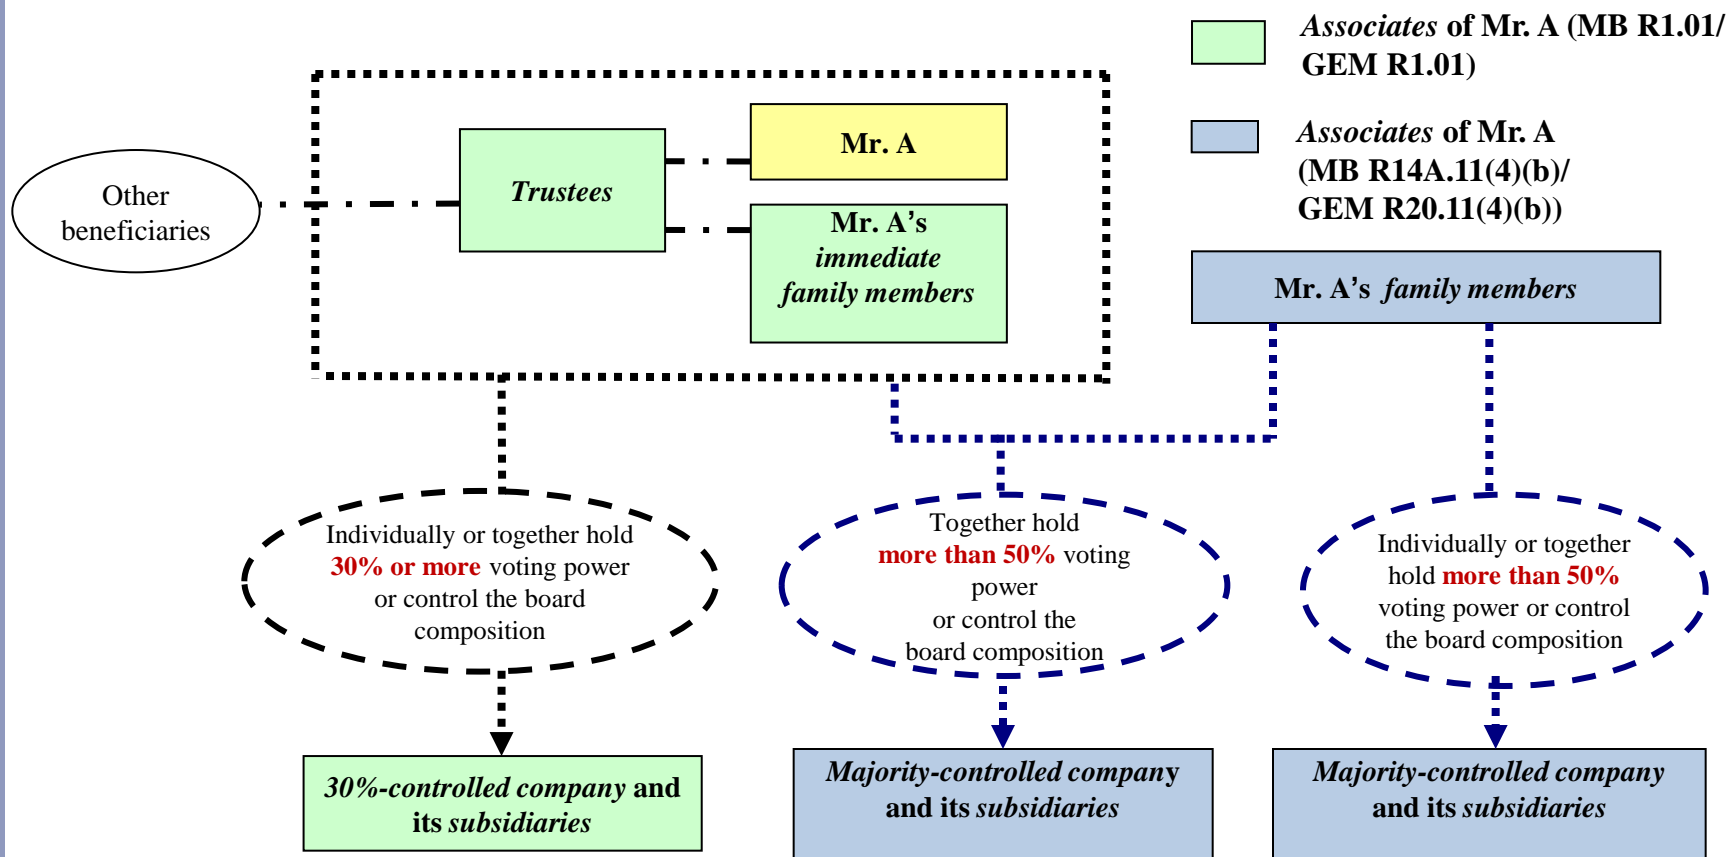 Associates of Mr. A (MB R1.01/
GEM R1.01)
Associates of Mr. A
(MB R14A.11(4)(b)/
GEM R20.11(4)(b))
Other
beneficiaries
Trustees
Mr. A
Mr. A’s
immediate
family members
Mr. A’s family members
Individually or together hold
30% or more voting power
or control the board
composition
Together hold
more than 50% voting
power
or control the
board composition
Individually or together
hold more than 50%
voting power or control
the board composition
30%-controlled company and
its subsidiaries
Majority-controlled company
and its subsidiaries
Majority-controlled company
and its subsidiaries